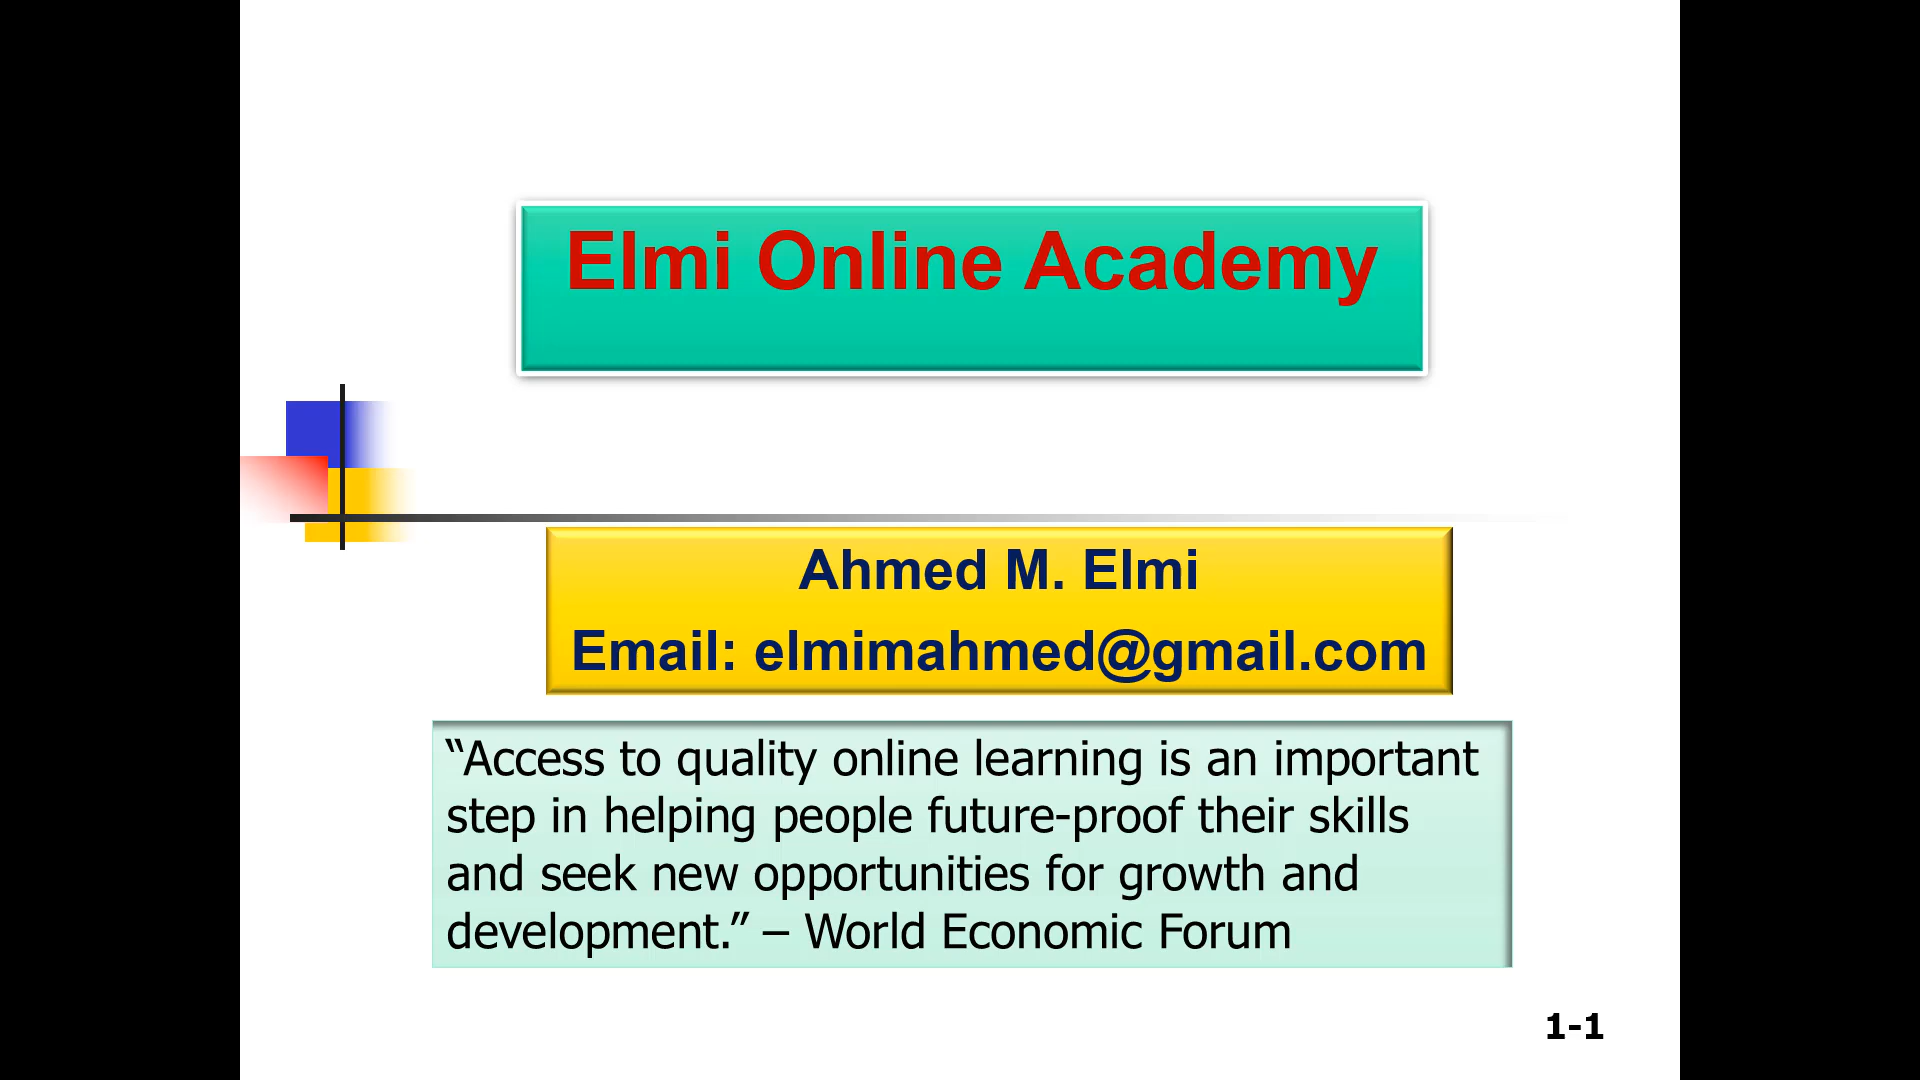 Elmi Online Academy
Ahmed M. Elmi
Email: elmimahmed@gmail.com
“Access to quality online learning is an important
step in helping people future-proof their skills
and seek new opportunities for growth and
development.” – World Economic Forum
1-1